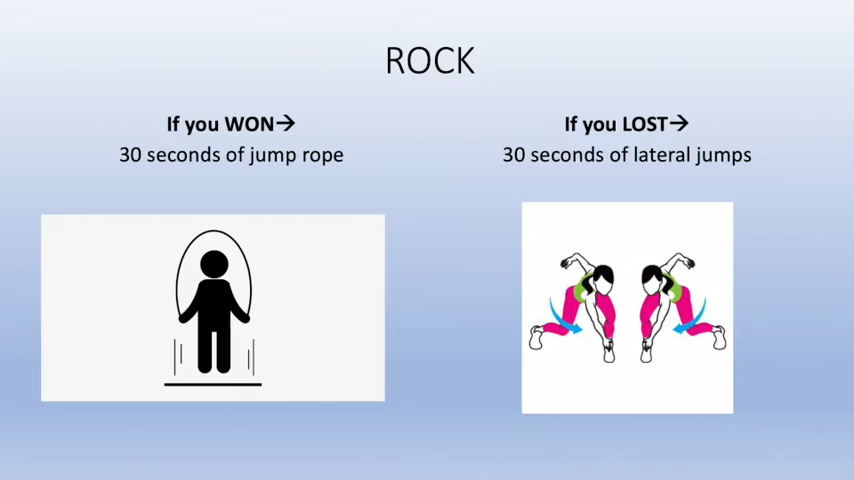 ROCK
If you WON→
30 seconds of jump rope
If you LOST→
30 seconds of lateral jumps